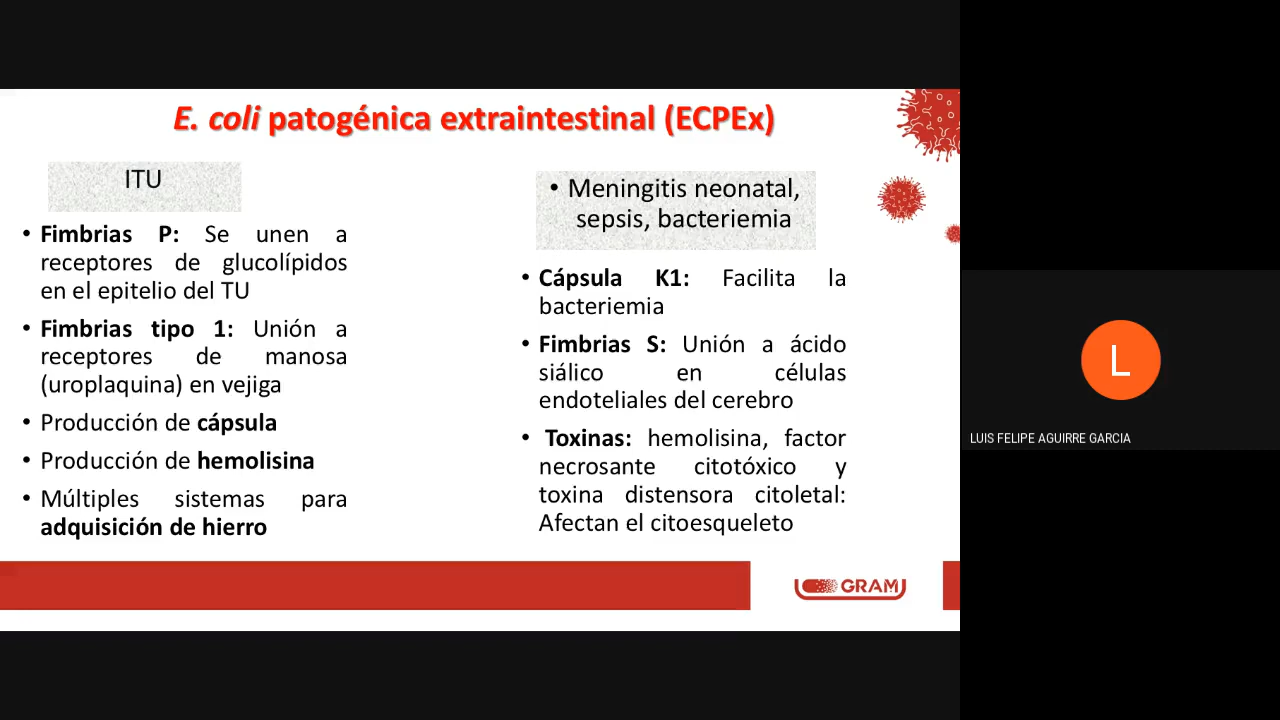 E. coli patogénica extraintestinal (ECPEx)
ITU
• Fimbrias P: Se unen a
receptores de glucolípidos
en el epitelio del TU
• Fimbrias tipo 1: Unión a
receptores de manosa
(uroplaquina) en vejiga
• Producción de cápsula
• Producción de hemolisina
• Múltiples sistemas para
adquisición de hierro
• Meningitis neonatal,
sepsis, bacteriemia
• Cápsula K1: Facilita la
bacteriemia
• Fimbrias S: Unión a ácido
siálico en células
endoteliales del cerebro
• Toxinas: hemolisina, factor
necrosante citotóxico y
toxina distensora citoletal:
Afectan el citoesqueleto
GRAM
L
LUIS FELIPE AGUIRRE GARCIA